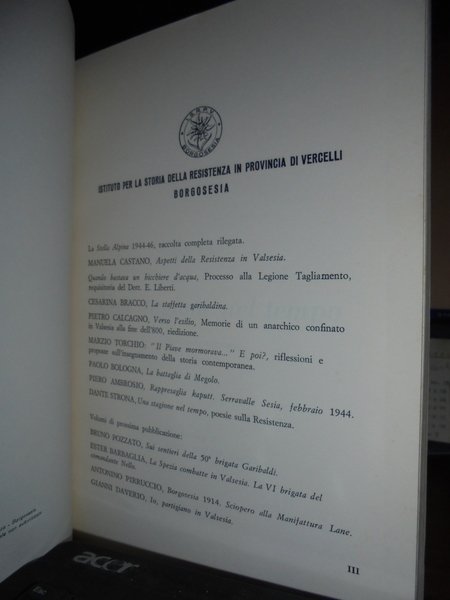 I.S.R.P.V.
BORGOSESIA
ISTITUTO PER LA STORIA DELLA RESISTENZA IN PROVINCIA DI VERCELLI
BORGOSESIA
La Stella Alpina 1944-46, raccolta completa rilegata.
MANUELA CASTANO, Aspetti della Resistenza in Valsesia.
Quando bastava un bicchiere d'acqua, Processo alla Legione Tagliamento,
requisitoria del Dott. E. Liberti.
CESARINA BRACCO, La staffetta garibaldina.
PIETRO CALCAGNO, Verso l'esilio, Memorie di un anarchico confinato
in Valsesia alla fine dell'800, riedizione.
MARZIO TORCHIO: "Il Piave mormorava..." E poi?, riflessioni e
proposte sull'insegnamento della storia contemporanea.
PAOLO BOLOGNA, La battaglia di Megolo.
PIERO AMBROSIO, Rappresaglia kaputt. Serravalle Sesia, febbraio 1944.
DANTE STRONA, Una stagione nel tempo, poesie sulla Resistenza.
Volumi di prossima pubblicazione:
BRUNO POZZATO, Sui sentieri della 50ª brigata Garibaldi.
ESTER BARBAGLIA, La Spezia combatte in Valsesia. La VI brigata del
comandante Nello.
ANTONINO PIRRUCCIO, Borgosesia 1914. Sciopero alla Manifattura Lane.
GIANNI DAVERIO, Io, partigiano in Valsesia.
III
acer